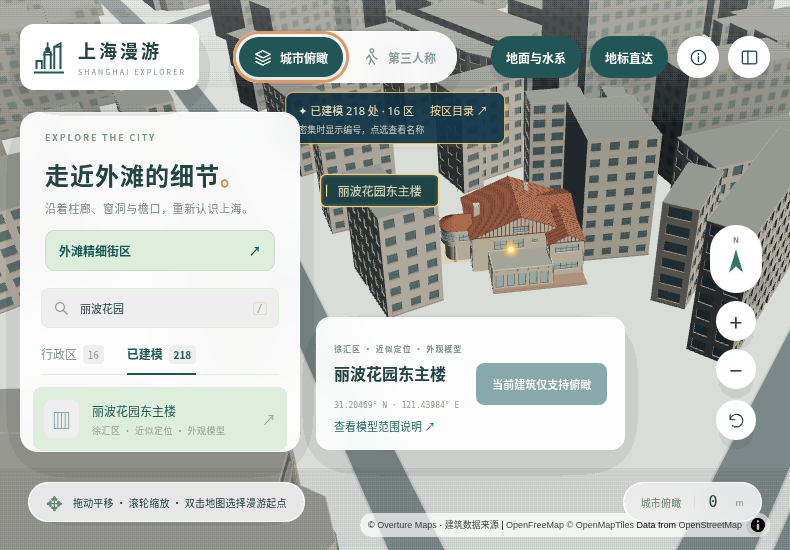 上海漫游
SHANGHAI EXPLORER
城市俯瞰
第三人称
地面与水系
地标直达
✦ 已建模 218 处 · 16 区 按区目录 ↗
密集时显示编号，点选查看名称
EXPLORE THE CITY
走近外滩的细节。
沿着柱廊、窗洞与檐口，重新认识上海。
外滩精细街区 ↗
丽波花园 /
行政区 16 已建模 218
丽波花园东主楼
徐汇区 · 近似定位 · 外观模型 ↗
丽波花园东主楼
徐汇区 · 近似定位 · 外观模型
丽波花园东主楼
当前建筑仅支持俯瞰
31.20469° N · 121.43984° E
查看模型范围说明 ↗
N
+
−
拖动平移 · 滚轮缩放 · 双击地图选择漫游起点
城市俯瞰 0 m
© Overture Maps · 建筑数据来源 | OpenFreeMap © OpenMapTiles Data from OpenStreetMap